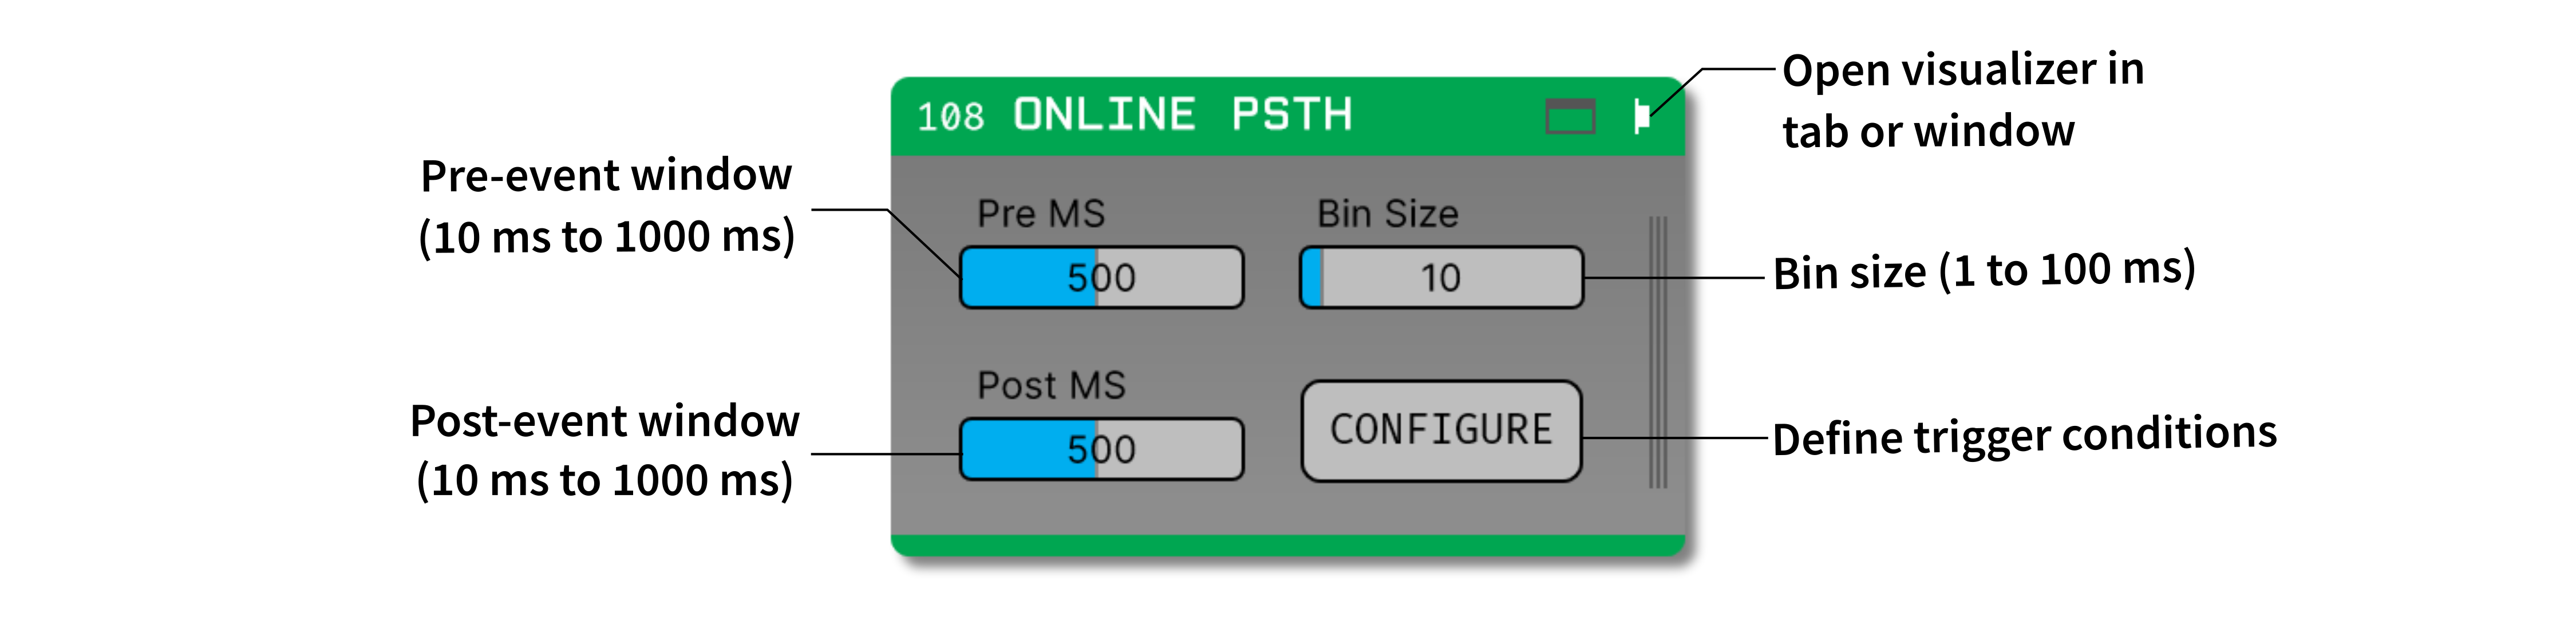 108 ONLINE PSTH
Open visualizer in
tab or window
Pre-event window
(10 ms to 1000 ms)
Pre MS
500
Bin Size
10
Bin size (1 to 100 ms)
Post-event window
(10 ms to 1000 ms)
Post MS
500
CONFIGURE
Define trigger conditions